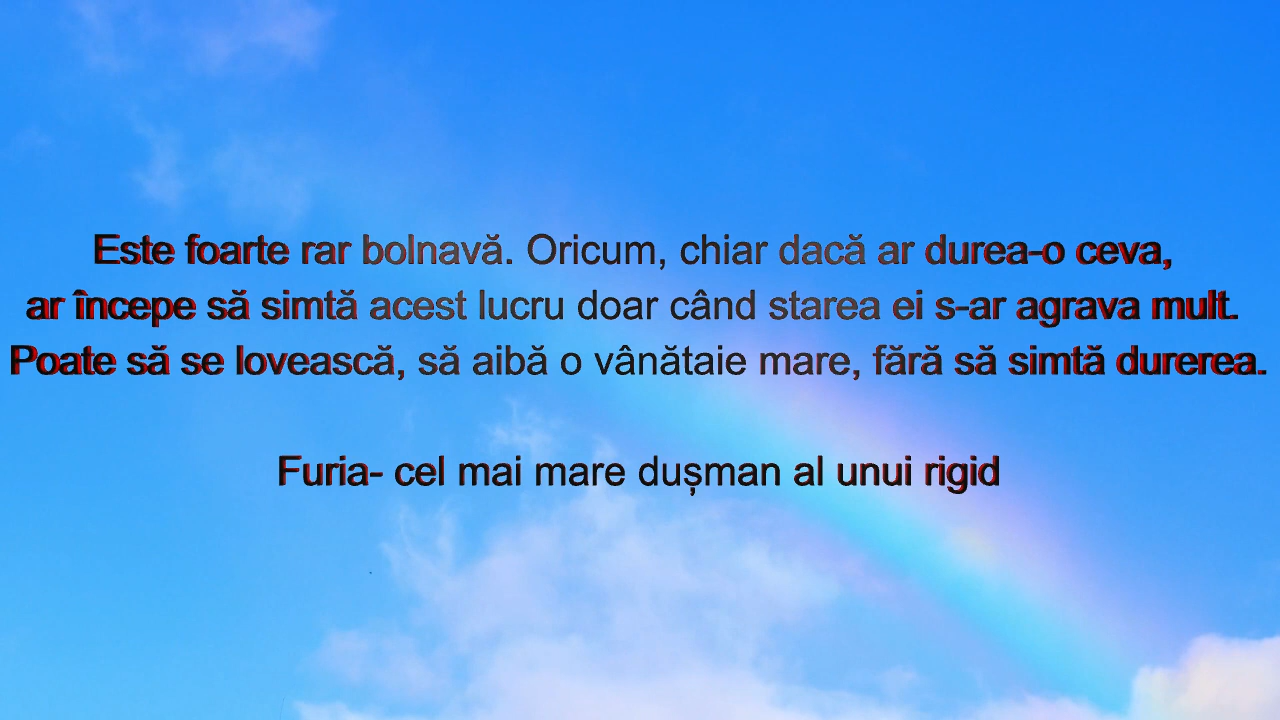 Este foarte rar bolnavă. Oricum, chiar dacă ar durea-o ceva,
ar începe să simtă acest lucru doar când starea ei s-ar agrava mult.
Poate să se lovească, să aibă o vânătaie mare, fără să simtă durerea.
Furia- cel mai mare dușman al unui rigid